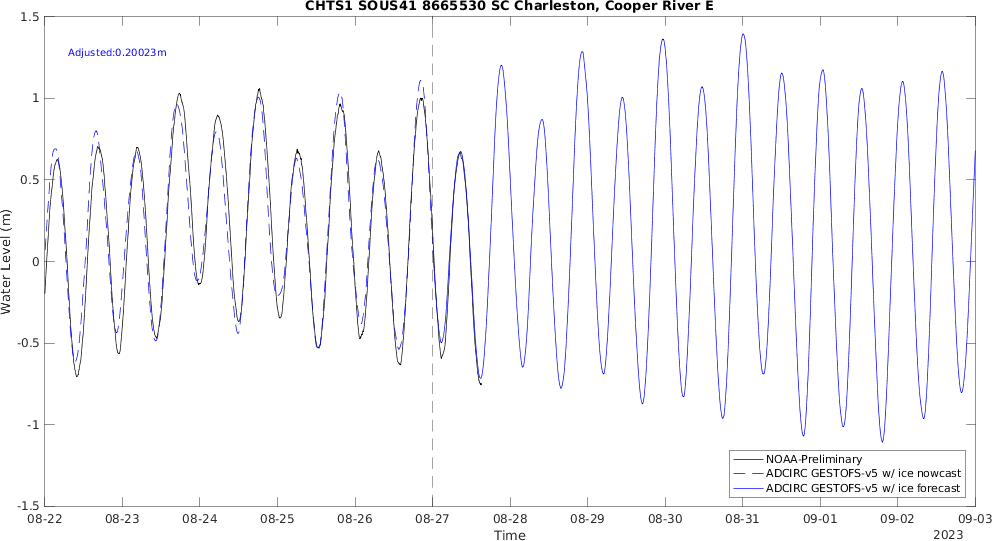 CHTS1 SOUS41 8665530 SC Charleston, Cooper River E
Adjusted:0.20023m
Water Level (m)
1.5
1
0.5
0
-0.5
-1
-1.5
NOAA-Preliminary
ADCIRC GESTOFS-v5 w/ ice nowcast
ADCIRC GESTOFS-v5 w/ ice forecast
08-22 08-23 08-24 08-25 08-26 08-27 08-28 08-29 08-30 08-31 09-01 09-02 09-03
Time
2023